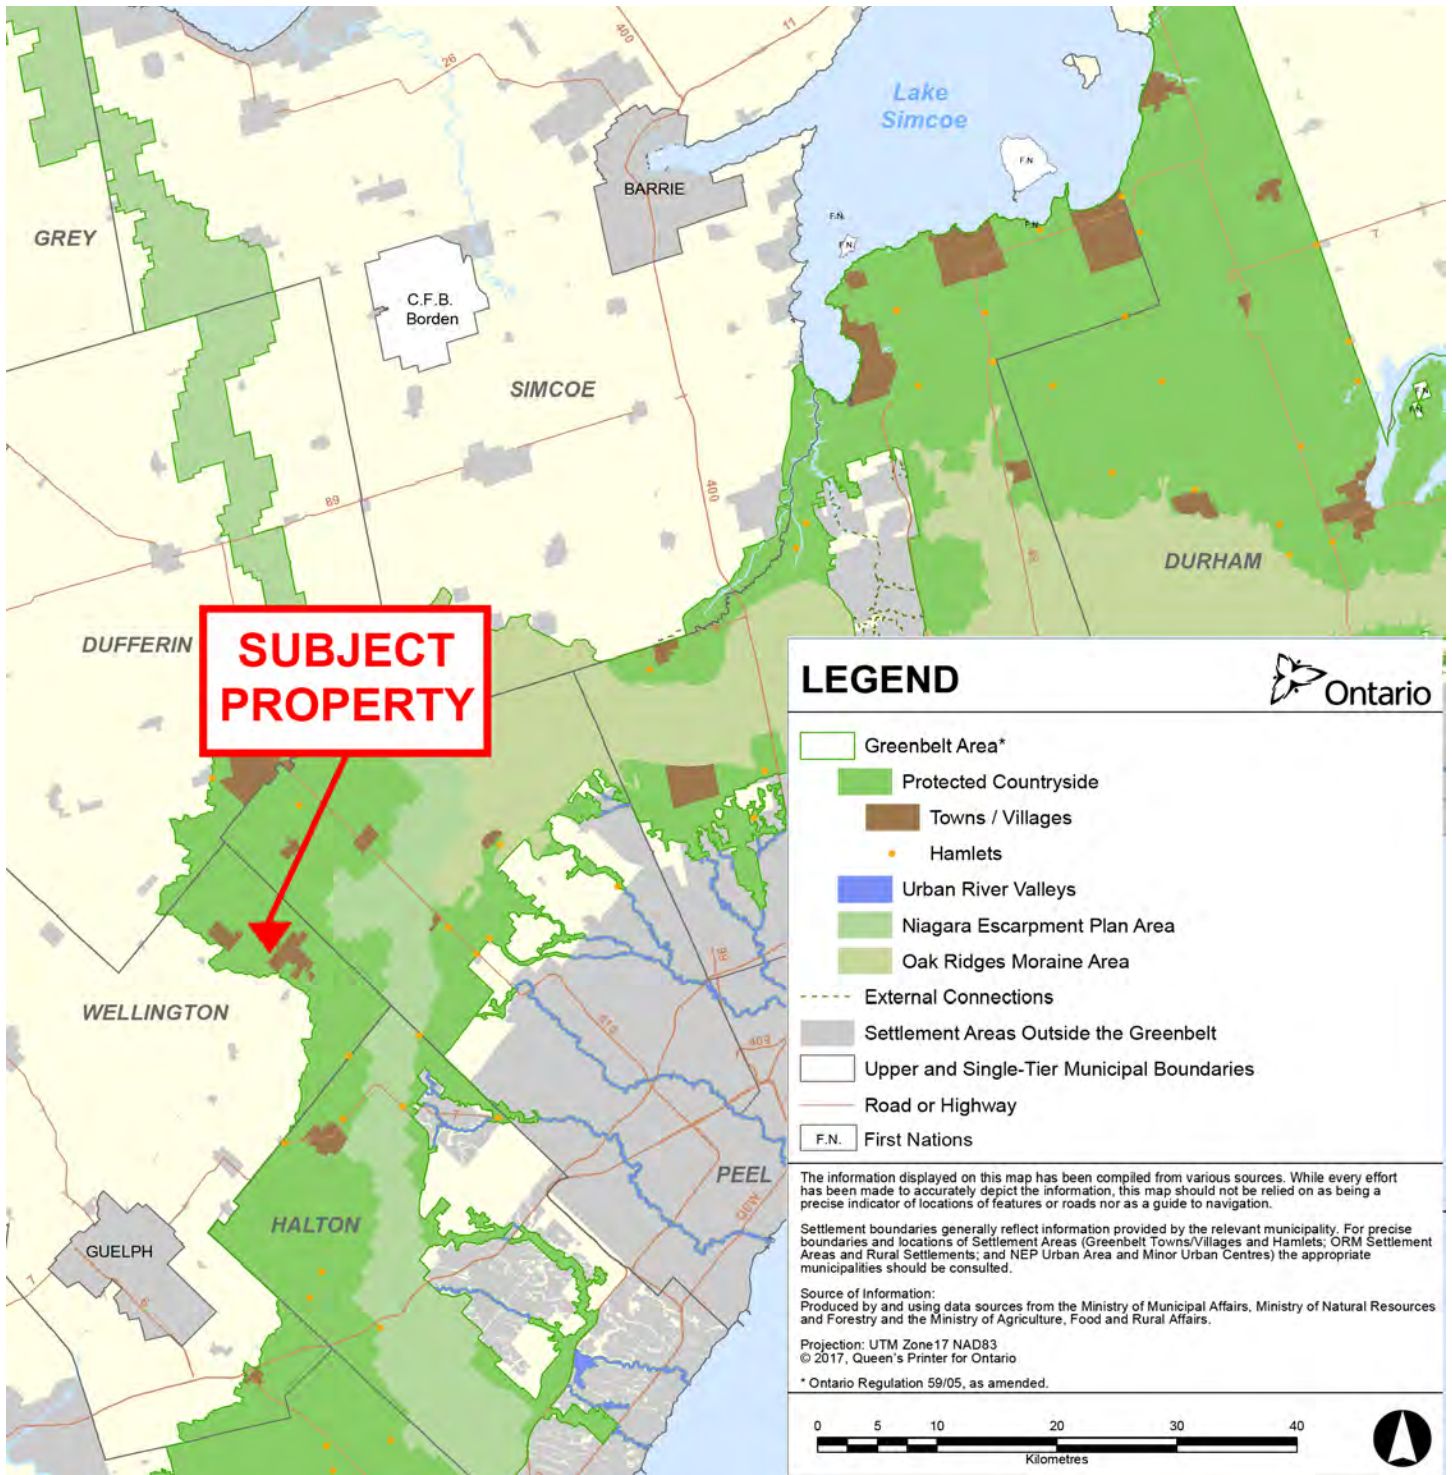 26
400
11
Lake
Simcoe
F.N.
BARRIE
F.N.
F.N.
F.N.
GREY
7
C.F.B.
Borden
SIMCOE
F.N.
F.N.
89
400
48
DURHAM
DUFFERIN
SUBJECT
PROPERTY
WELLINGTON
410
409
7
PEEL
QEW
HALTON
GUELPH
7
6
LEGEND
Ontario
Greenbelt Area*
Protected Countryside
Towns / Villages
Hamlets
Urban River Valleys
Niagara Escarpment Plan Area
Oak Ridges Moraine Area
External Connections
Settlement Areas Outside the Greenbelt
Upper and Single-Tier Municipal Boundaries
Road or Highway
F.N. First Nations
The information displayed on this map has been compiled from various sources. While every effort
has been made to accurately depict the information, this map should not be relied on as being a
precise indicator of locations of features or roads nor as a guide to navigation.
Settlement boundaries generally reflect information provided by the relevant municipality. For precise
boundaries and locations of Settlement Areas (Greenbelt Towns/Villages and Hamlets; ORM Settlement
Areas and Rural Settlements; and NEP Urban Area and Minor Urban Centres) the appropriate
municipalities should be consulted.
Source of Information:
Produced by and using data sources from the Ministry of Municipal Affairs, Ministry of Natural Resources
and Forestry and the Ministry of Agriculture, Food and Rural Affairs.
Projection: UTM Zone17 NAD83
© 2017, Queen's Printer for Ontario
* Ontario Regulation 59/05, as amended.
0 5 10 20 30 40
Kilometres